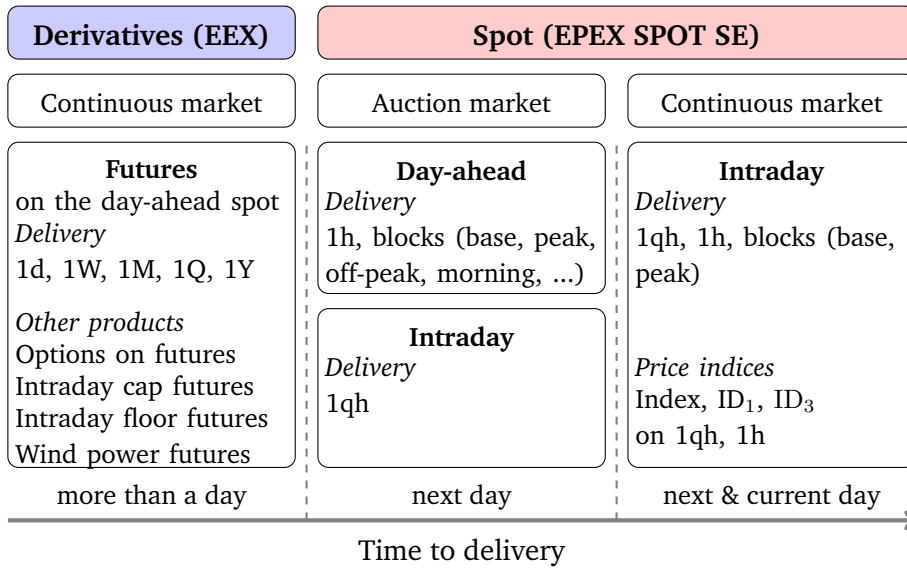 Derivatives (EEX)
Spot (EPEX SPOT SE)
Continuous market
Auction market
Continuous market
Futures
on the day-ahead spot
Delivery
1d, 1W, 1M, 1Q, 1Y
Other products
Options on futures
Intraday cap futures
Intraday floor futures
Wind power futures
Day-ahead
Delivery
1h, blocks (base, peak,
off-peak, morning, ...)
Intraday
Delivery
1qh
Intraday
Delivery
1qh, 1h, blocks (base,
peak)
Price indices
Index, ID₁, ID₃
on 1qh, 1h
more than a day
next day
next & current day
Time to delivery